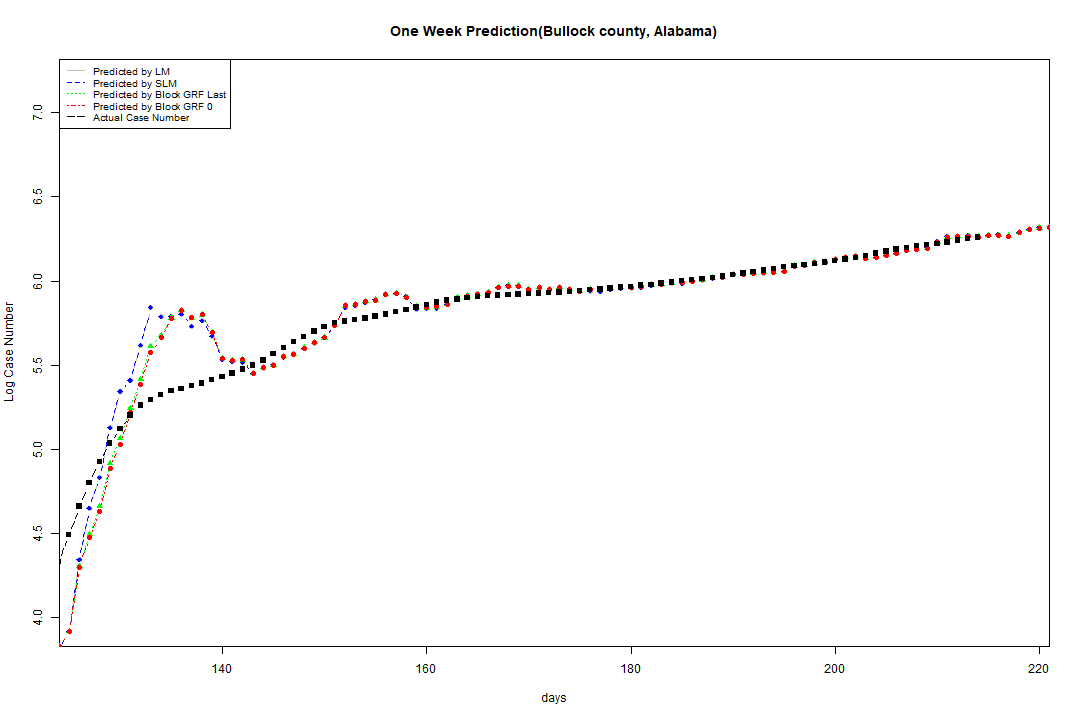 One Week Prediction(Bullock county, Alabama)
Predicted by LM
Predicted by SLM
Predicted by Block GRF Last
Predicted by Block GRF 0
Actual Case Number
7.0
6.5
6.0
5.5
5.0
4.5
4.0
Log Case Number
140 160 180 200 220
days